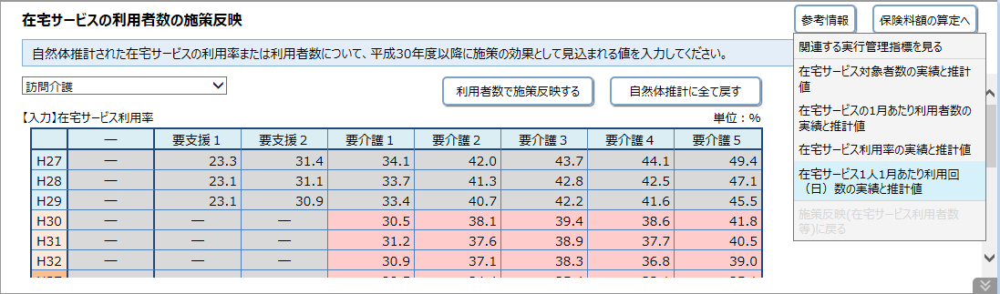 在宅サービスの利用者数の施策反映
参考情報
保険料額の算定へ
自然体推計された在宅サービスの利用率または利用者数について、平成30年度以降に施策の効果として見込まれる値を入力してください。
関連する実行管理指標を見る
在宅サービス対象者数の実績と推計
値
在宅サービスの1月あたり利用者数の
実績と推計値
在宅サービス利用率の実績と推計値
在宅サービス1人1月あたり利用回
（日）数の実績と推計値
施策反映(在宅サービス利用者数
等)に戻る
訪問介護
利用者数で施策反映する
自然体推計に全て戻す
【入力】在宅サービス利用率
単位：%
― 要支援１ 要支援２ 要介護１ 要介護２ 要介護３ 要介護４ 要介護５
H27 ― 23.3 31.4 34.1 42.0 43.7 44.1 49.4
H28 ― 23.1 31.1 33.7 41.3 42.8 42.5 47.1
H29 ― 23.1 30.9 33.4 40.7 42.2 41.6 45.5
H30 ― ― ― 30.5 38.1 39.4 38.6 41.8
H31 ― ― ― 31.2 37.6 38.9 37.7 40.5
H32 ― ― ― 30.9 37.1 38.3 36.8 39.0